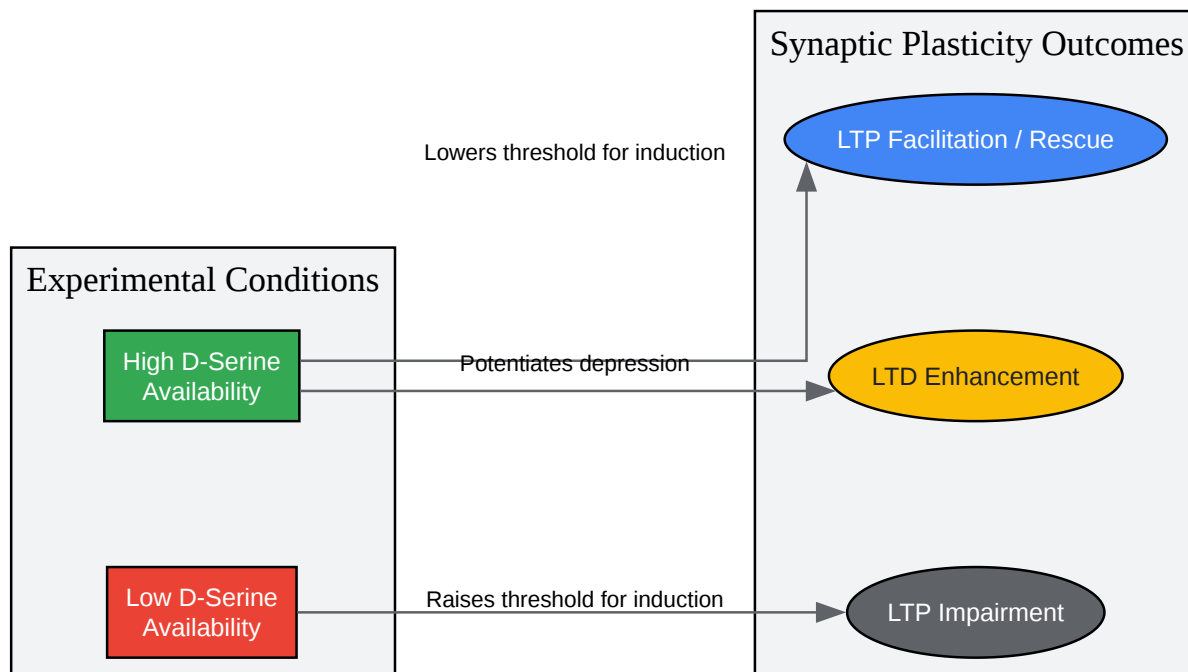 Synaptic Plasticity Outcomes
LTP Facilitation / Rescue
Lowers threshold for induction
Experimental Conditions
High D-Serine
Availability
Potentiates depression
LTD Enhancement
Low D-Serine
Availability
Raises threshold for induction
LTP Impairment